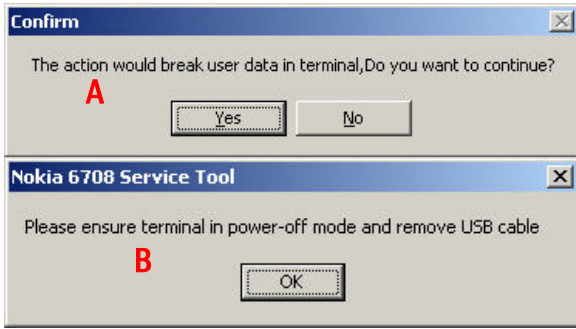 Confirm
The action would break user data in terminal,Do you want to continue?
A
Yes No
Nokia 6708 Service Tool
Please ensure terminal in power-off mode and remove USB cable
B
OK